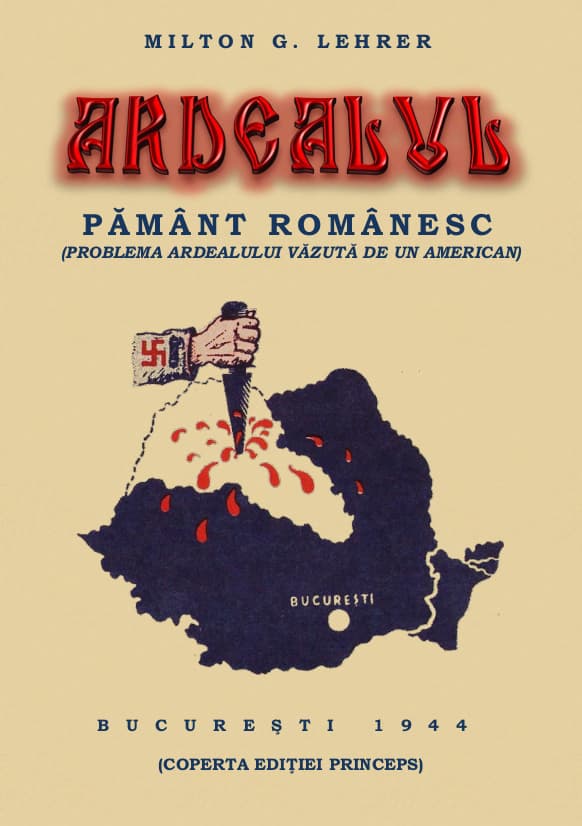 MILTON G. LEHRER
ARDEALUL
PĂMÂNT ROMÂNESC
(PROBLEMA ARDEALULUI VĂZUTĂ DE UN AMERICAN)
BUCUREȘTI
BUCUREȘTI 1944
(COPERTA EDIȚIEI PRINCEPS)